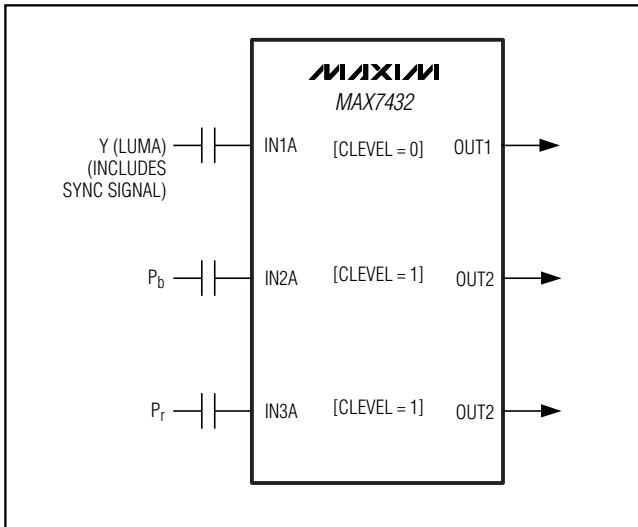 MAXIM
MAX7432
Y (LUMA)
(INCLUDES
SYNC SIGNAL)
IN1A
[CLEVEL = 0]
OUT1
Pb
IN2A
[CLEVEL = 1]
OUT2
Pr
IN3A
[CLEVEL = 1]
OUT2